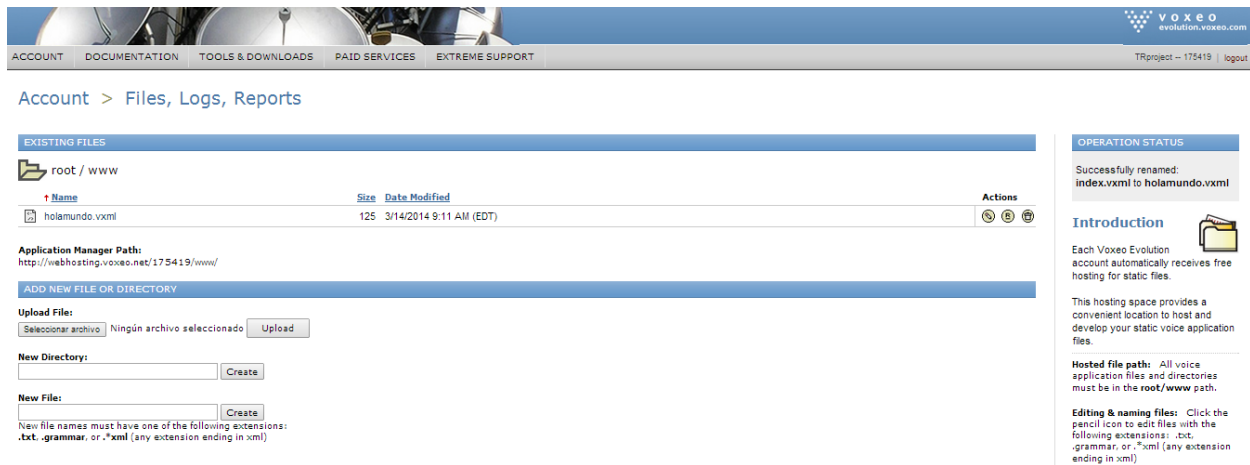 voxeo
evolution.voxeo.com
ACCOUNT DOCUMENTATION TOOLS & DOWNLOADS PAID SERVICES EXTREME SUPPORT
TRproject -- 175419 | logout
Account > Files, Logs, Reports
EXISTING FILES
root / www
↑ Name Size Date Modified Actions
holamundo.vxml 125 3/14/2014 9:11 AM (EDT)
Application Manager Path:
http://webhosting.voxeo.net/175419/www/
ADD NEW FILE OR DIRECTORY
Upload File:
Seleccionar archivo Ningún archivo seleccionado Upload
New Directory:
Create
New File:
Create
New file names must have one of the following extensions:
.txt, .grammar, or .*xml (any extension ending in xml)
OPERATION STATUS
Successfully renamed:
index.vxml to holamundo.vxml
Introduction
Each Voxeo Evolution
account automatically receives free
hosting for static files.
This hosting space provides a
convenient location to host and
develop your static voice application
files.
Hosted file path: All voice
application files and directories
must be in the root/www path.
Editing & naming files: Click the
pencil icon to edit files with the
following extensions: .txt,
.grammar, or .*xml (any extension
ending in xml)